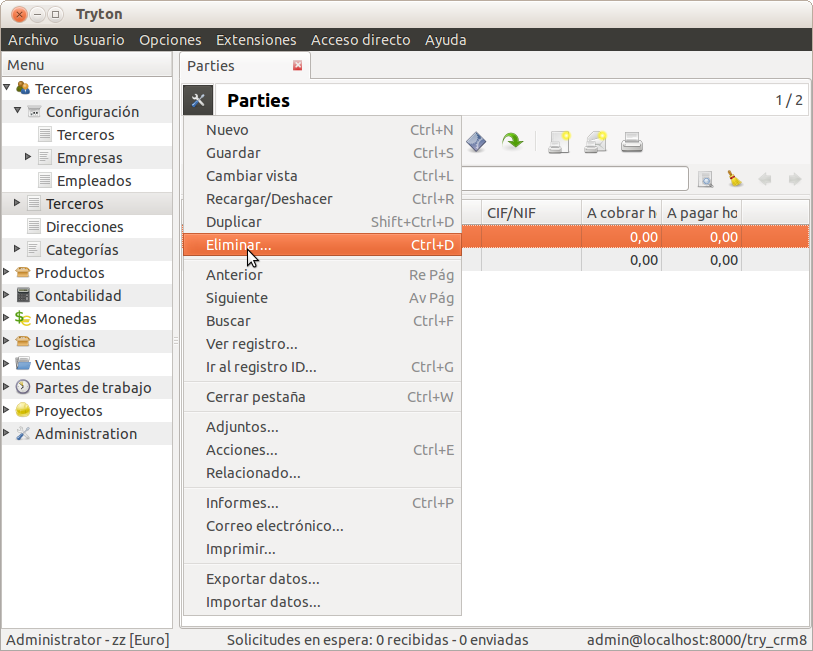 Tryton
Archivo Usuario Opciones Extensiones Acceso directo Ayuda
Menu
Terceros
Configuración
Terceros
Empresas
Empleados
Terceros
Direcciones
Categorías
Productos
Contabilidad
Monedas
Logística
Ventas
Partes de trabajo
Proyectos
Administration
Parties
Parties 1 / 2
Nuevo Ctrl+N
Guardar Ctrl+S
Cambiar vista Ctrl+L
Recargar/Deshacer Ctrl+R
Duplicar Shift+Ctrl+D
Eliminar... Ctrl+D
Anterior Re Pág
Siguiente Av Pág
Buscar Ctrl+F
Ver registro...
Ir al registro ID... Ctrl+G
Cerrar pestaña Ctrl+W
Adjuntos...
Acciones... Ctrl+E
Relacionado...
Informes... Ctrl+P
Correo electrónico...
Imprimir...
Exportar datos...
Importar datos...
CIF/NIF A cobrar h A pagar ho
0,00 0,00
0,00 0,00
Administrator - zz [Euro] Solicitudes en espera: 0 recibidas - 0 enviadas admin@localhost:8000/try_crm8